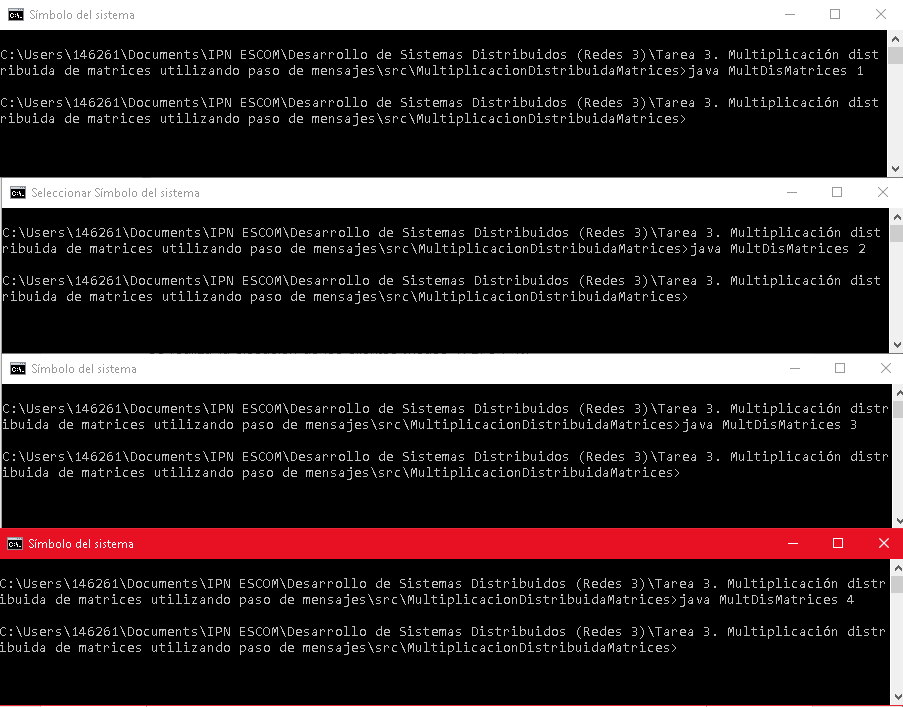 Símbolo del sistema
C:\Users\146261\Documents\IPN ESCOM\Desarrollo de Sistemas Distribuidos (Redes 3)\Tarea 3. Multiplicación dist
ribuida de matrices utilizando paso de mensajes\src\MultiplicacionDistribuidaMatrices>java MultDisMatrices 1
C:\Users\146261\Documents\IPN ESCOM\Desarrollo de Sistemas Distribuidos (Redes 3)\Tarea 3. Multiplicación dist
ribuida de matrices utilizando paso de mensajes\src\MultiplicacionDistribuidaMatrices>
Seleccionar Símbolo del sistema
C:\Users\146261\Documents\IPN ESCOM\Desarrollo de Sistemas Distribuidos (Redes 3)\Tarea 3. Multiplicación dist
ribuida de matrices utilizando paso de mensajes\src\MultiplicacionDistribuidaMatrices>java MultDisMatrices 2
C:\Users\146261\Documents\IPN ESCOM\Desarrollo de Sistemas Distribuidos (Redes 3)\Tarea 3. Multiplicación dist
ribuida de matrices utilizando paso de mensajes\src\MultiplicacionDistribuidaMatrices>
Símbolo del sistema
C:\Users\146261\Documents\IPN ESCOM\Desarrollo de Sistemas Distribuidos (Redes 3)\Tarea 3. Multiplicación distr
ibuida de matrices utilizando paso de mensajes\src\MultiplicacionDistribuidaMatrices>java MultDisMatrices 3
C:\Users\146261\Documents\IPN ESCOM\Desarrollo de Sistemas Distribuidos (Redes 3)\Tarea 3. Multiplicación distr
ibuida de matrices utilizando paso de mensajes\src\MultiplicacionDistribuidaMatrices>
Símbolo del sistema
C:\Users\146261\Documents\IPN ESCOM\Desarrollo de Sistemas Distribuidos (Redes 3)\Tarea 3. Multiplicación distr
ibuida de matrices utilizando paso de mensajes\src\MultiplicacionDistribuidaMatrices>java MultDisMatrices 4
C:\Users\146261\Documents\IPN ESCOM\Desarrollo de Sistemas Distribuidos (Redes 3)\Tarea 3. Multiplicación distr
ibuida de matrices utilizando paso de mensajes\src\MultiplicacionDistribuidaMatrices>